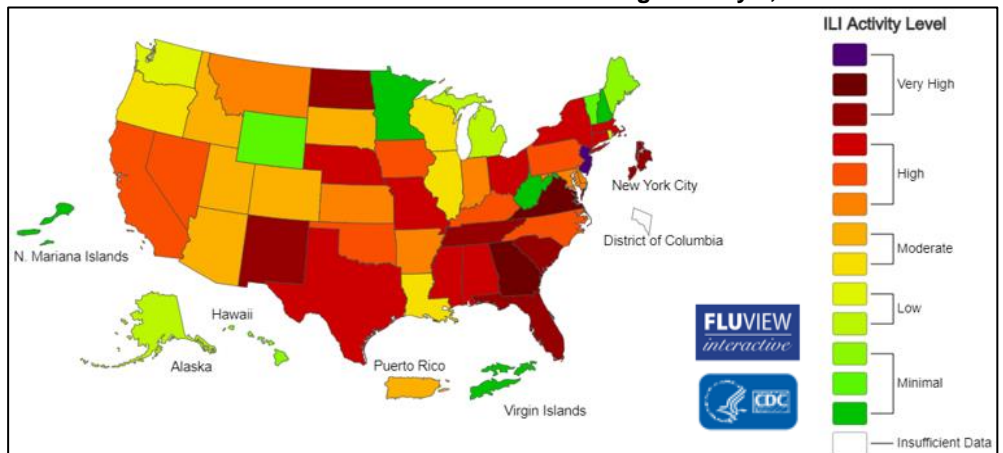 ILI Activity Level
Very High
High
Moderate
Low
Minimal
Insufficient Data
New York City
District of Columbia
N. Mariana Islands
Hawaii
Alaska
Puerto Rico
Virgin Islands
FLUVIEW
interactive
CDC